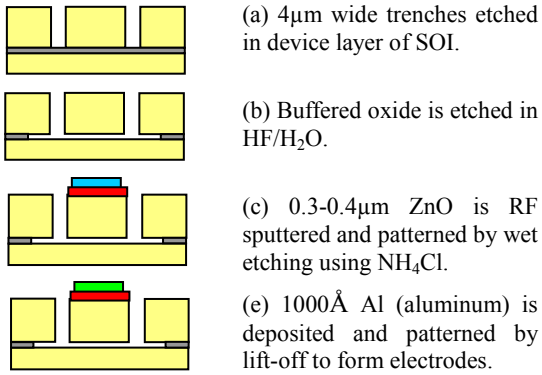 (a) 4µm wide trenches etched
in device layer of SOI.
(b) Buffered oxide is etched in
HF/H₂O.
(c) 0.3-0.4µm ZnO is RF
sputtered and patterned by wet
etching using NH₄Cl.
(e) 1000Å Al (aluminum) is
deposited and patterned by
lift-off to form electrodes.